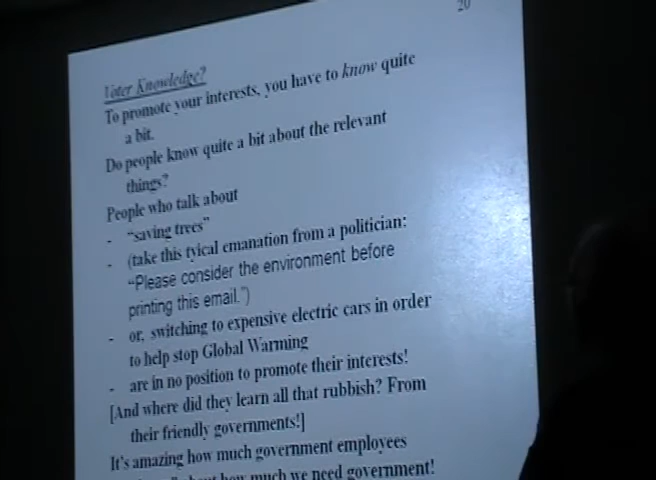 20
Voter Knowledge?
To promote your interests, you have to know quite
a bit.
Do people know quite a bit about the relevant
things?
People who talk about
- "saving trees"
- (take this tyical emanation from a politician:
"Please consider the environment before
printing this email.")
- or, switching to expensive electric cars in order
to help stop Global Warming
- are in no position to promote their interests!
[And where did they learn all that rubbish? From
their friendly governments!]
It's amazing how much government employees
about how much we need government!